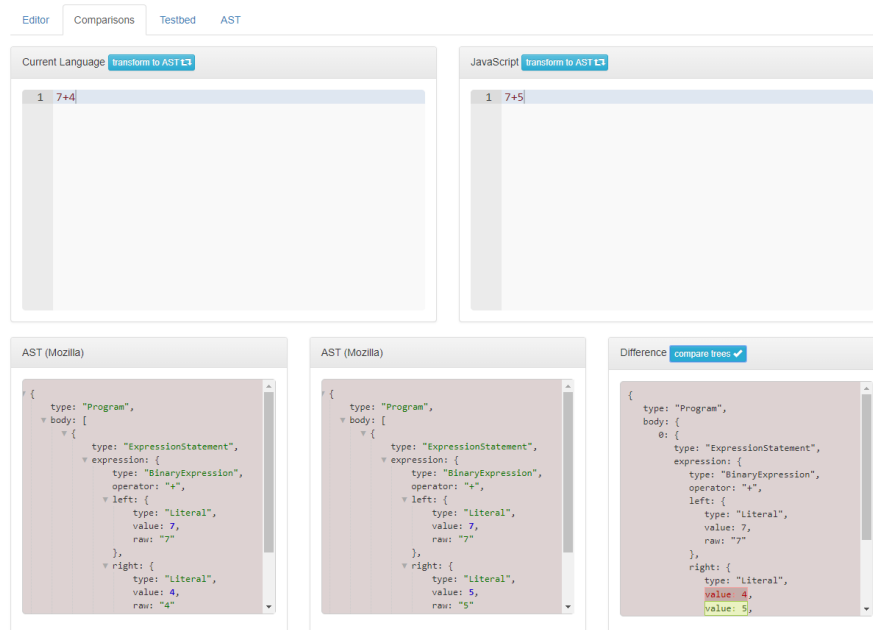 Editor Comparisons Testbed AST
Current Language transform to AST
1 7+4
JavaScript transform to AST
1 7+5
AST (Mozilla)
{
type: "Program",
body: [
{
type: "ExpressionStatement",
expression: {
type: "BinaryExpression",
operator: "+",
left: {
type: "Literal",
value: 7,
raw: "7"
},
right: {
type: "Literal",
value: 4,
raw: "4"
AST (Mozilla)
{
type: "Program",
body: [
{
type: "ExpressionStatement",
expression: {
type: "BinaryExpression",
operator: "+",
left: {
type: "Literal",
value: 7,
raw: "7"
},
right: {
type: "Literal",
value: 5,
raw: "5"
Difference compare trees
{
type: "Program",
body: {
0: {
type: "ExpressionStatement",
expression: {
type: "BinaryExpression",
operator: "+",
left: {
type: "Literal",
value: 7,
raw: "7"
},
right: {
type: "Literal",
value: 4,
value: 5,